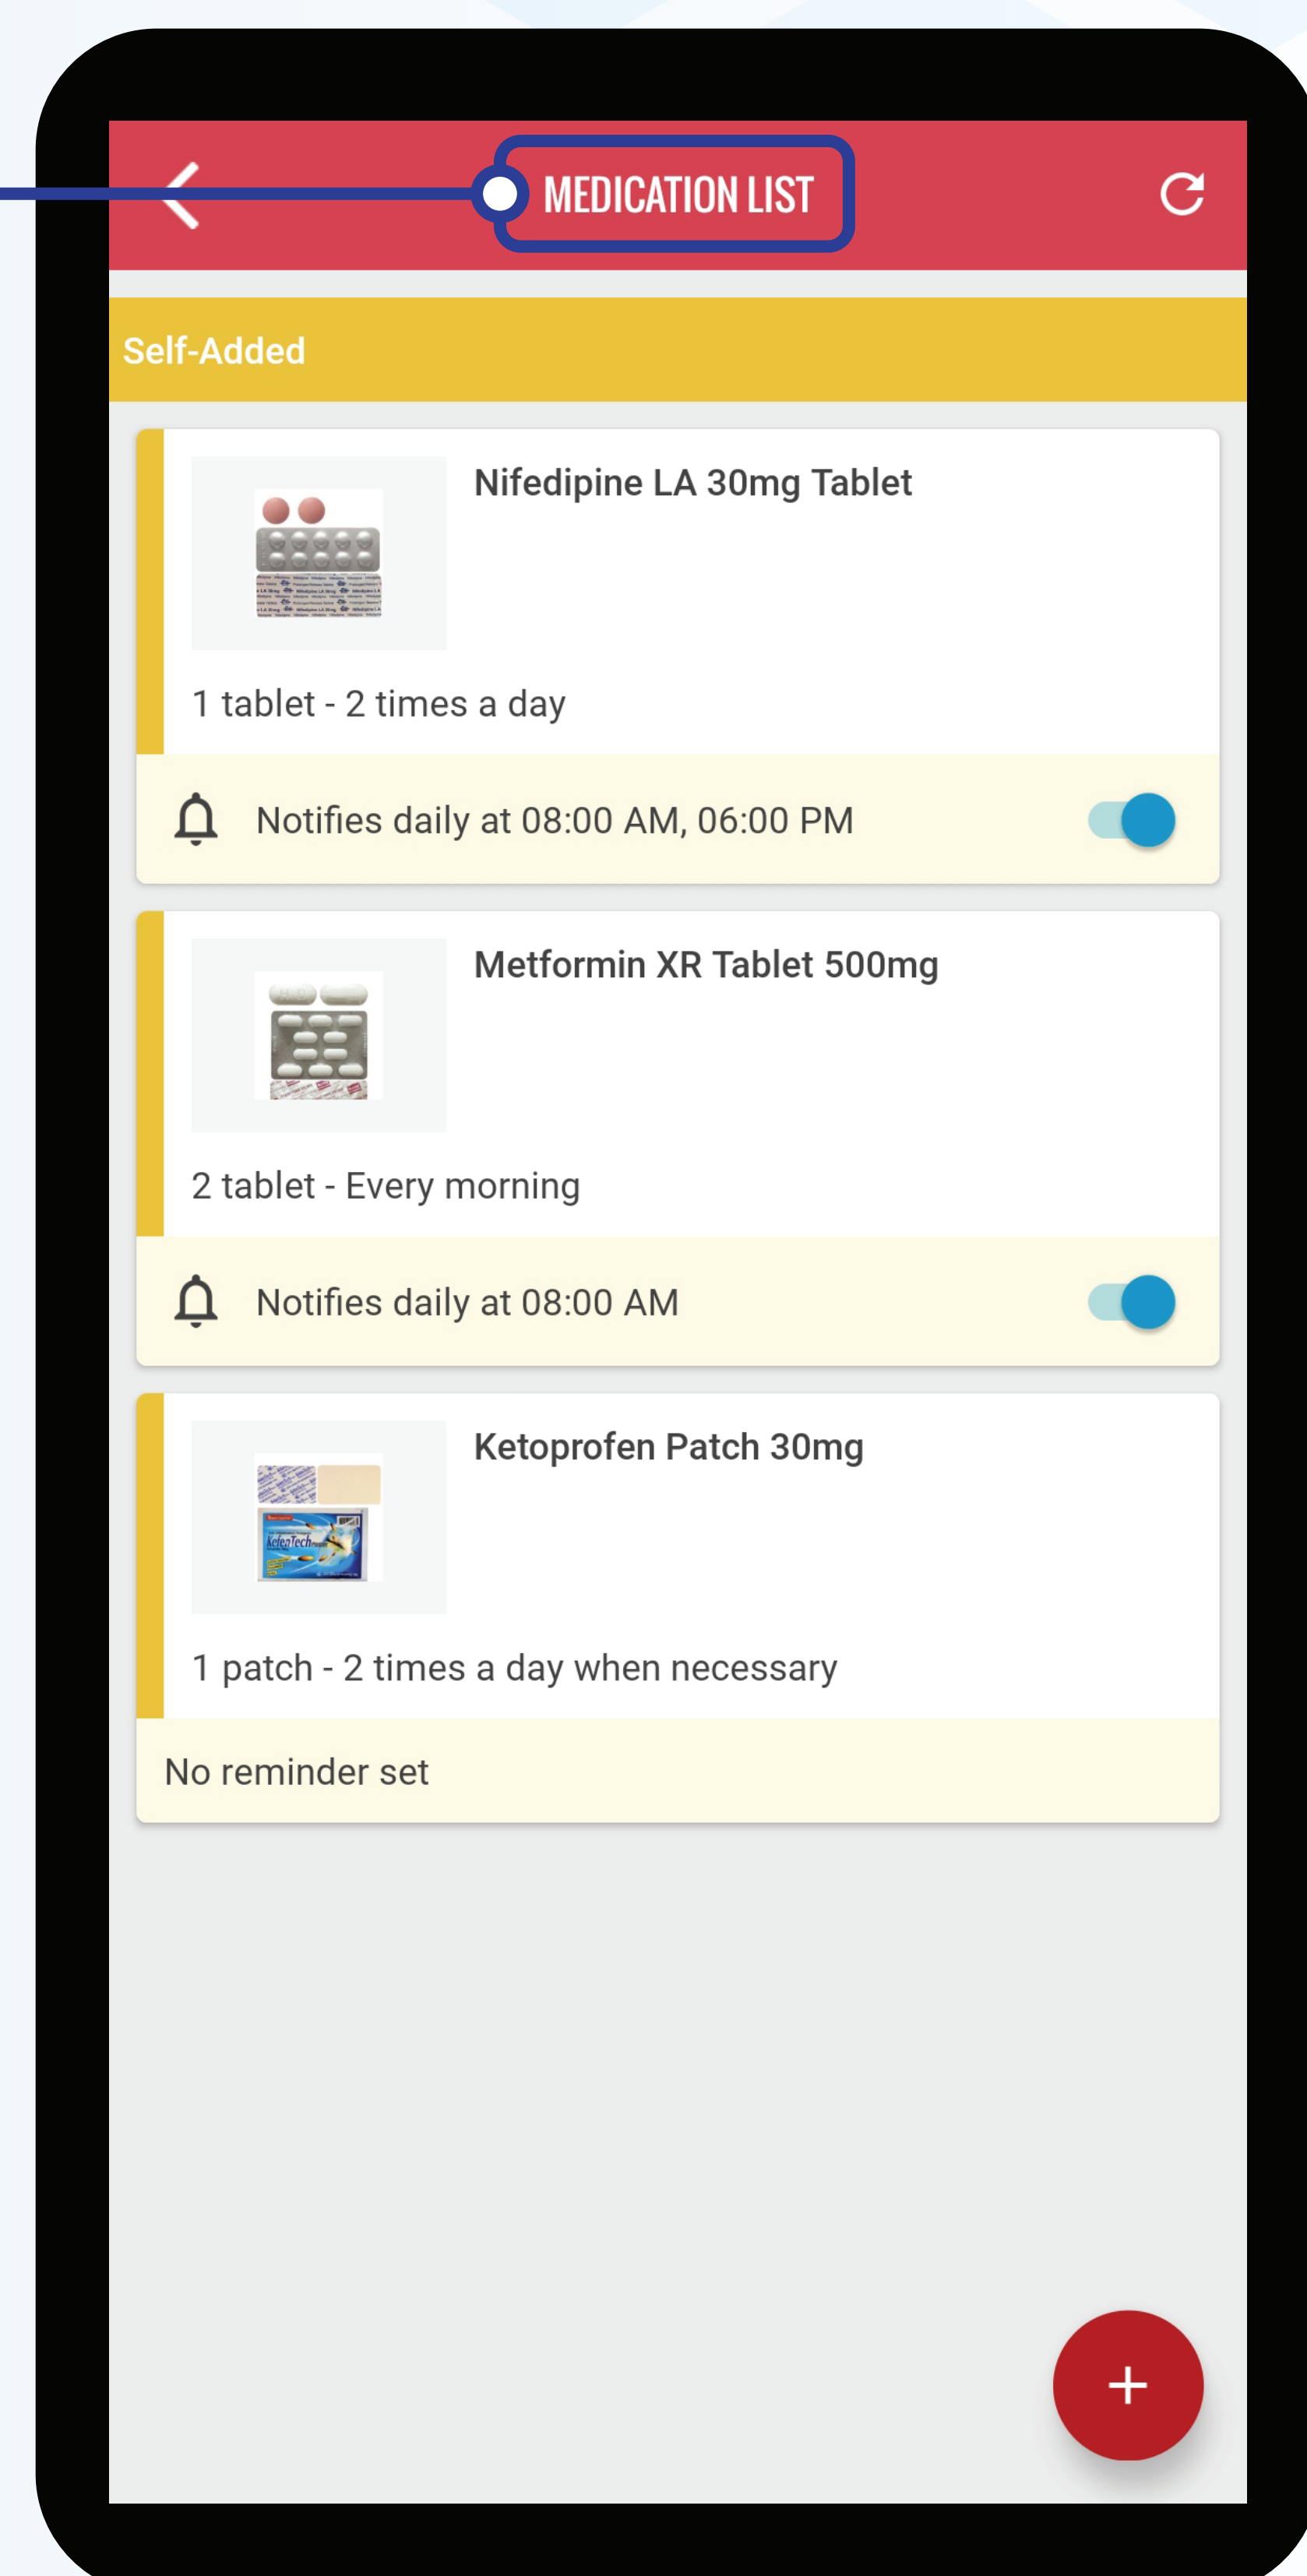 MEDICATION LIST
Self-Added
Nifedipine LA 30mg Tablet
1 tablet - 2 times a day
Notifies daily at 08:00 AM, 06:00 PM
Metformin XR Tablet 500mg
2 tablet - Every morning
Notifies daily at 08:00 AM
Ketoprofen Patch 30mg
KefenTech
1 patch - 2 times a day when necessary
No reminder set